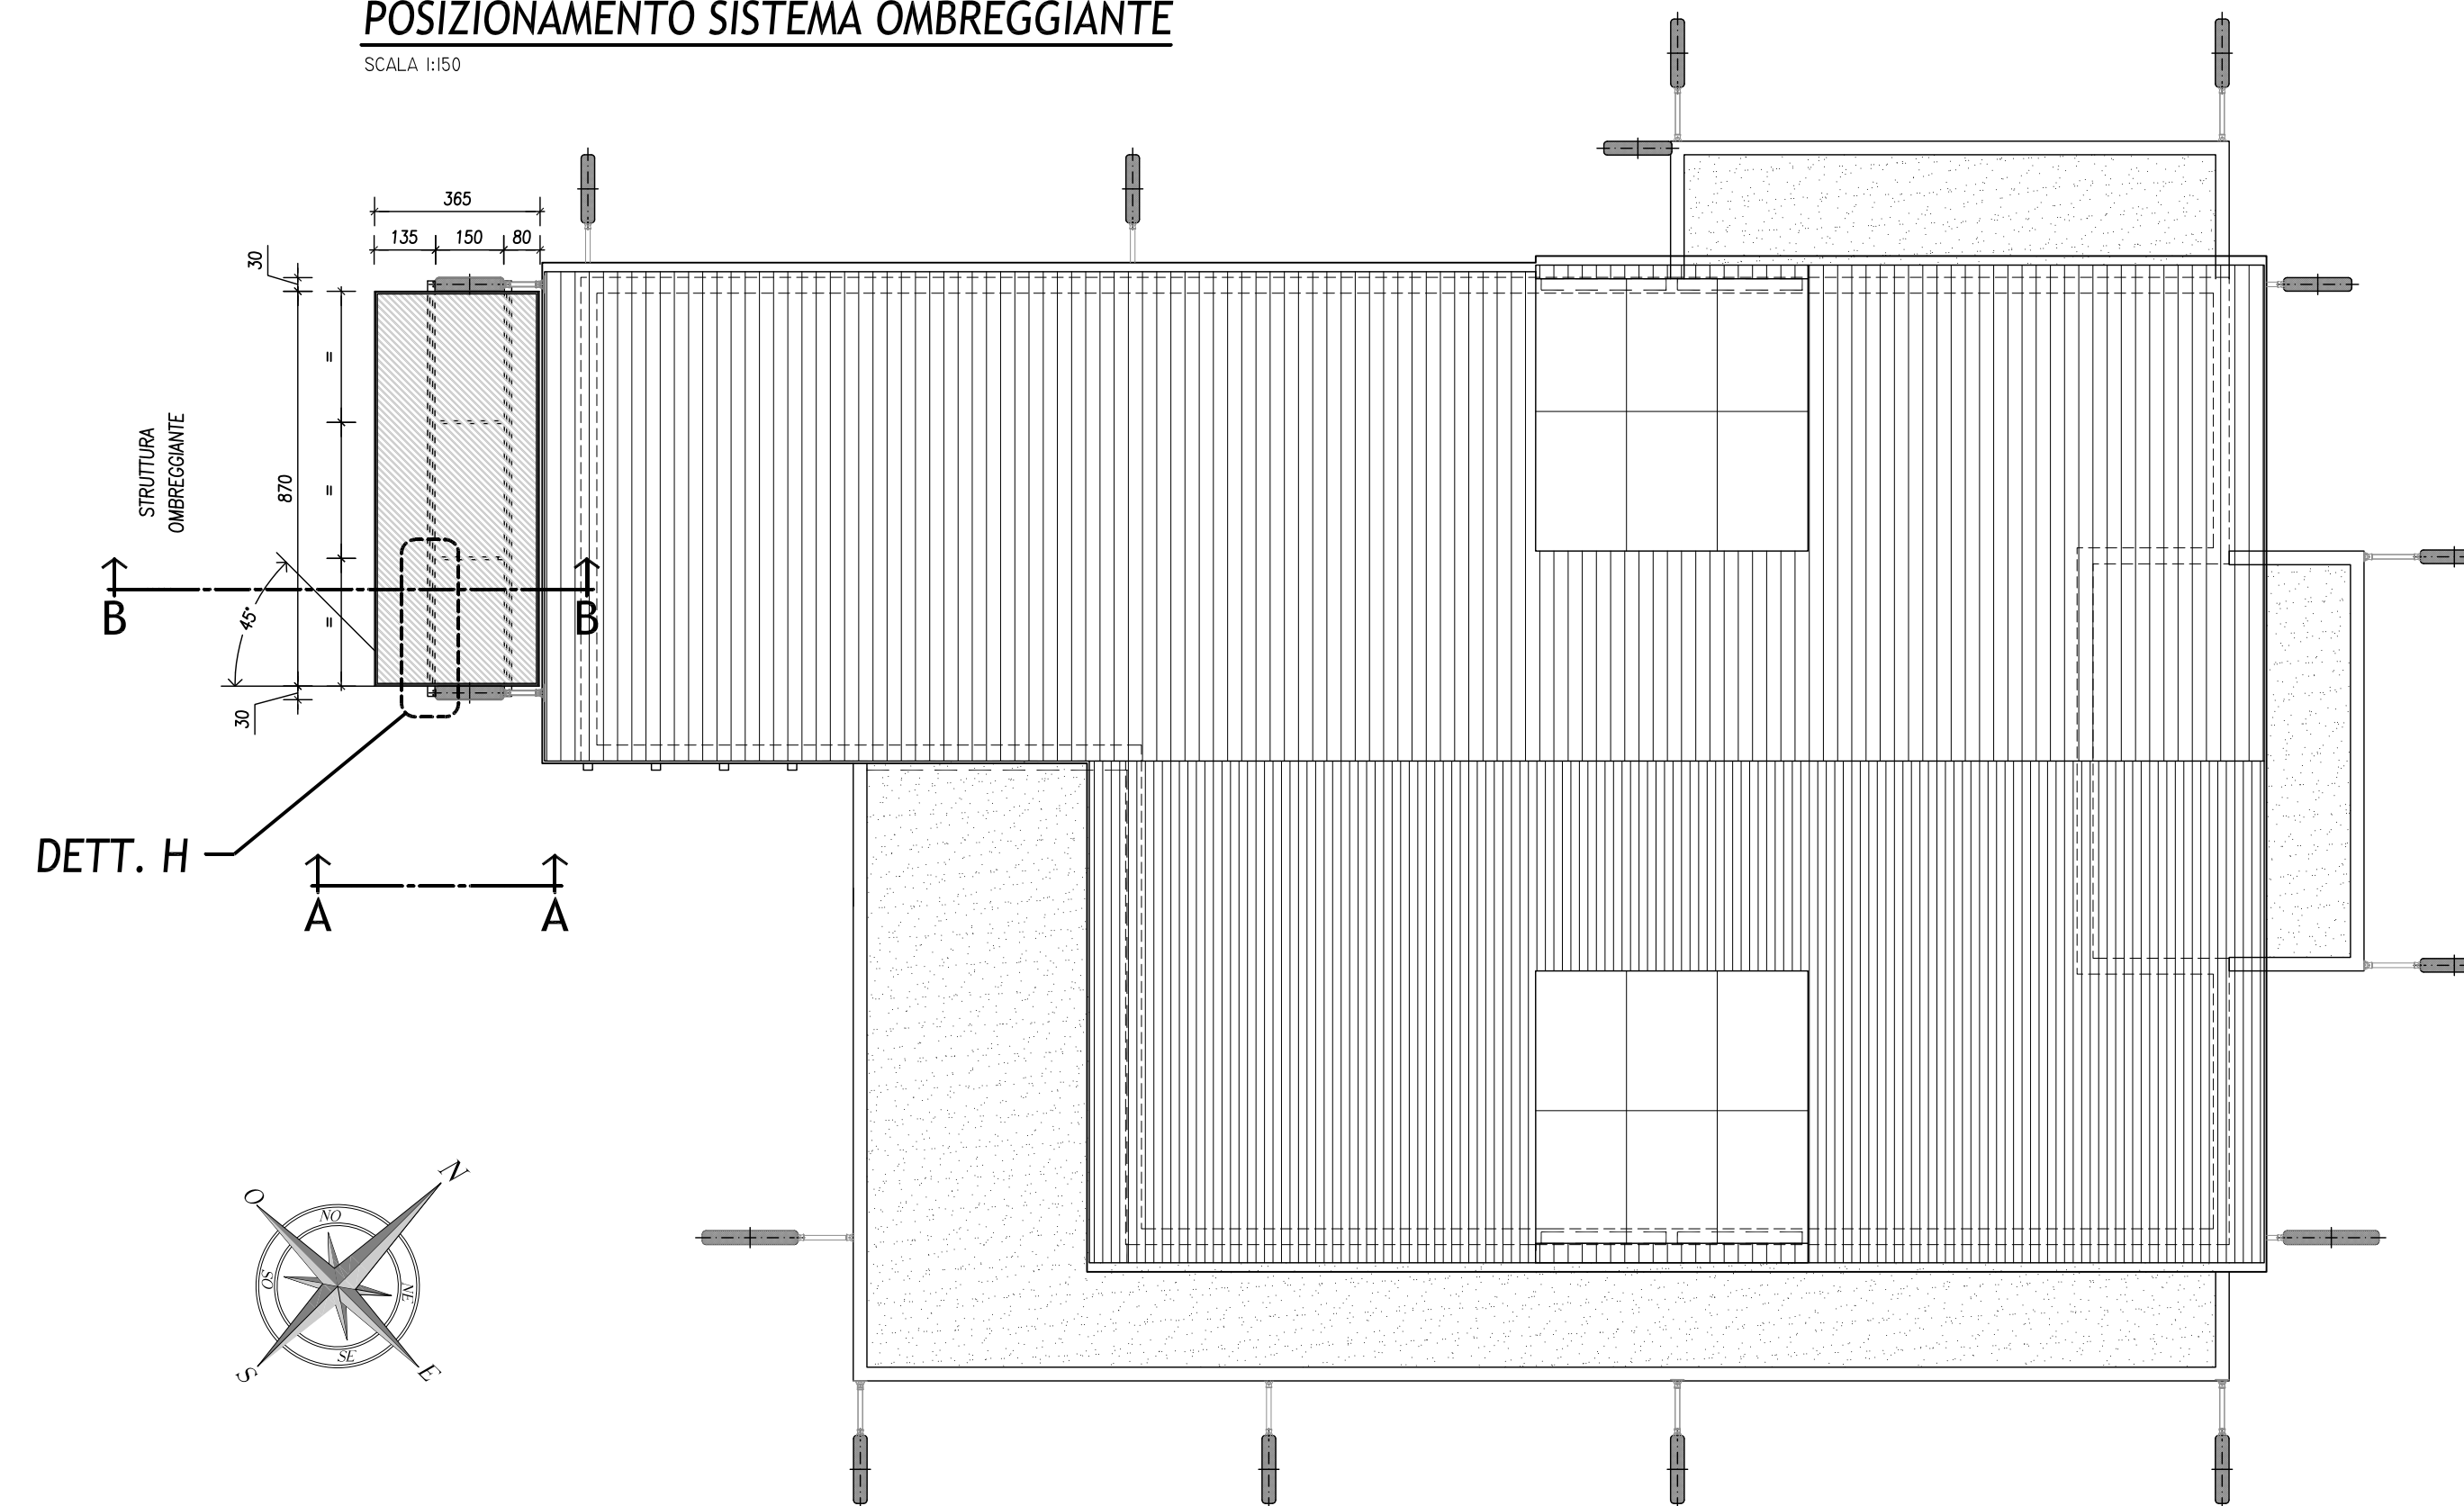 POSIZIONAMENTO SISTEMA OMBREGGIANTE
SCALA 1:150
365
135
150
80
30
=
STRUTTURA
OMBREGGIANTE
870
=
45°
=
B
B
30
DETT. H
A
A
N
O
NO
OS
NE
SE
S
E